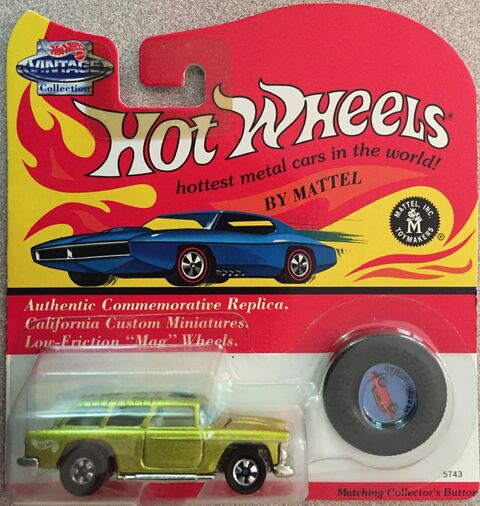 Hot Wheels
VINTAGE
Collection
HOT WHEELS®
hottest metal cars in the world!
BY MATTEL
MATTEL, INC.
M
TOYMAKERS
®
Authentic Commemorative Replica.
California Custom Miniatures.
Low-Friction "Mag" Wheels.
5743
Matching Collector's Button